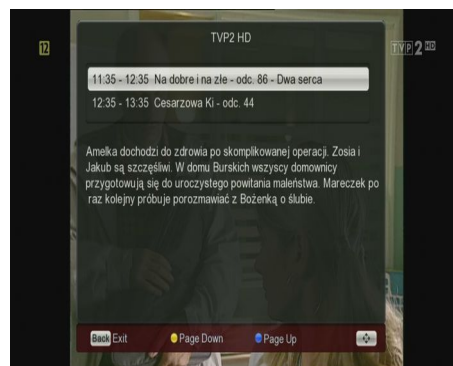 TVP2 HD
12
TVP 2 HD
11:35 - 12:35 Na dobre i na złe - odc. 86 - Dwa serca
12:35 - 13:35 Cesarzowa Ki - odc. 44
Amelka dochodzi do zdrowia po skomplikowanej operacji. Zosia i
Jakub są szczęśliwi. W domu Burskich wszyscy domownicy
przygotowują się do uroczystego powitania maleństwa. Mareczek po
raz kolejny próbuje porozmawiać z Bożenką o ślubie.
Back Exit Page Down Page Up